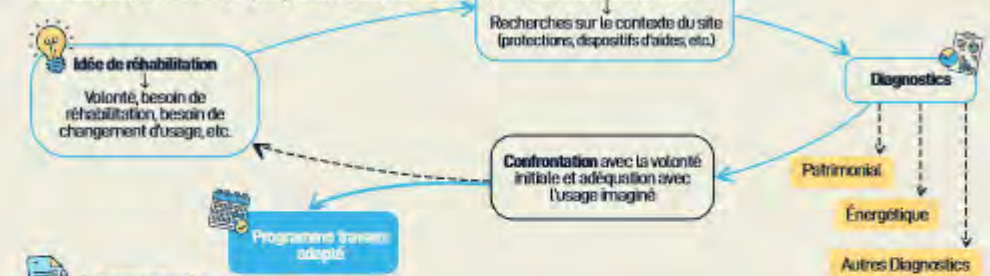 Recherches sur le contexte du site
(protections, dispositifs d'aides, etc.)
Idée de réhabilitation
Volonté, besoin de
réhabilitation, besoin de
changement d'usage, etc.
Diagnostics
Confrontation avec la volonté
initiale et adéquation avec
l'usage imaginé
Patrimonial
Énergétique
Autres Diagnostics
Programme travaux
adapté